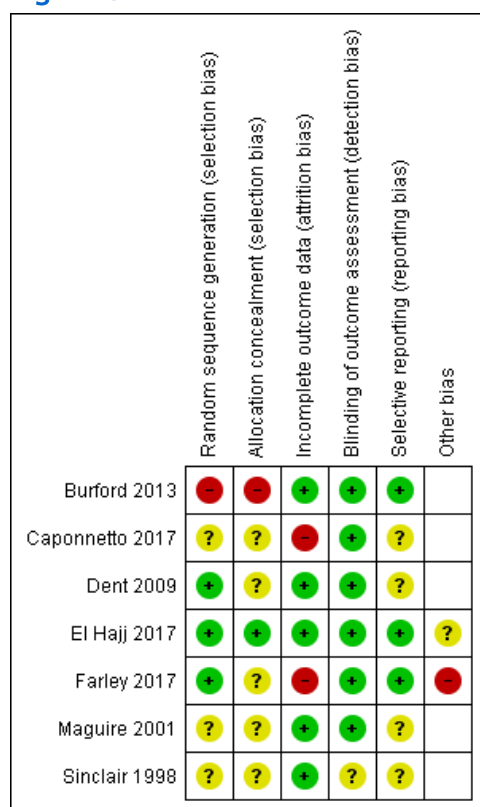 Random sequence generation (selection bias)
Allocation concealment (selection bias)
Incomplete outcome data (attrition bias)
Blinding of outcome assessment (detection bias)
Selective reporting (reporting bias)
Other bias
Burford 2013 - - + + +
Caponnetto 2017 ? ? - + ?
Dent 2009 + ? + + ?
El Hajj 2017 + + + + + ?
Farley 2017 + ? - + + -
Maguire 2001 ? ? + + ?
Sinclair 1998 ? ? + ? ?